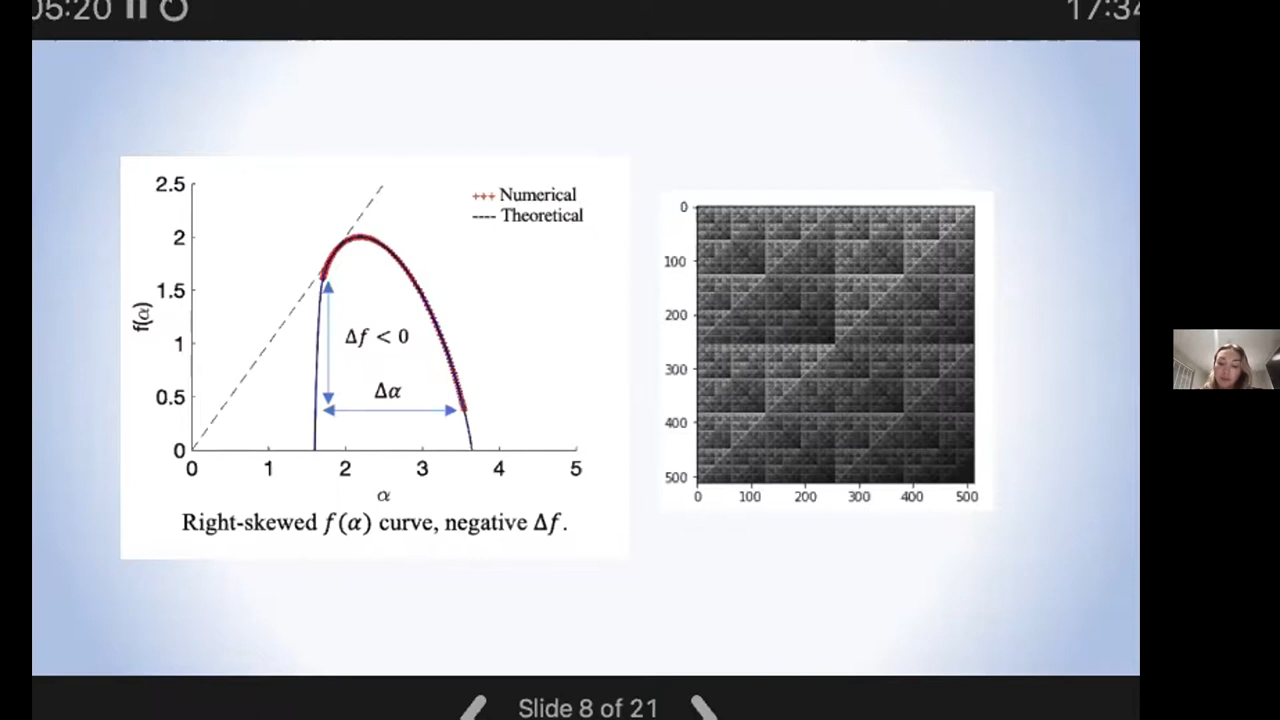 05:20
17:34
2.5
2
1.5
1
0.5
0
f(α)
+++ Numerical
---- Theoretical
Δf < 0
Δα
0 1 2 3 4 5
α
Right-skewed f(α) curve, negative Δf.
0
100
200
300
400
500
0 100 200 300 400 500
Slide 8 of 21